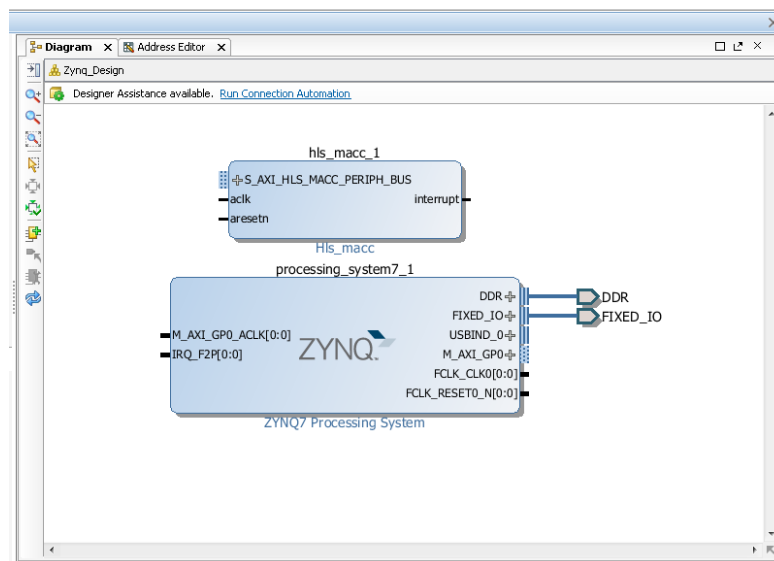 Diagram
Address Editor
Zynq_Design
Designer Assistance available. Run Connection Automation
hls_macc_1
S_AXI_HLS_MACC_PERIPH_BUS
aclk
interrupt
aresetn
Hls_macc
processing_system7_1
DDR
DDR
FIXED_IO
FIXED_IO
M_AXI_GP0_ACLK[0:0]
USBIND_0
IRQ_F2P[0:0]
ZYNQ.
M_AXI_GP0
FCLK_CLK0[0:0]
FCLK_RESET0_N[0:0]
ZYNQ7 Processing System